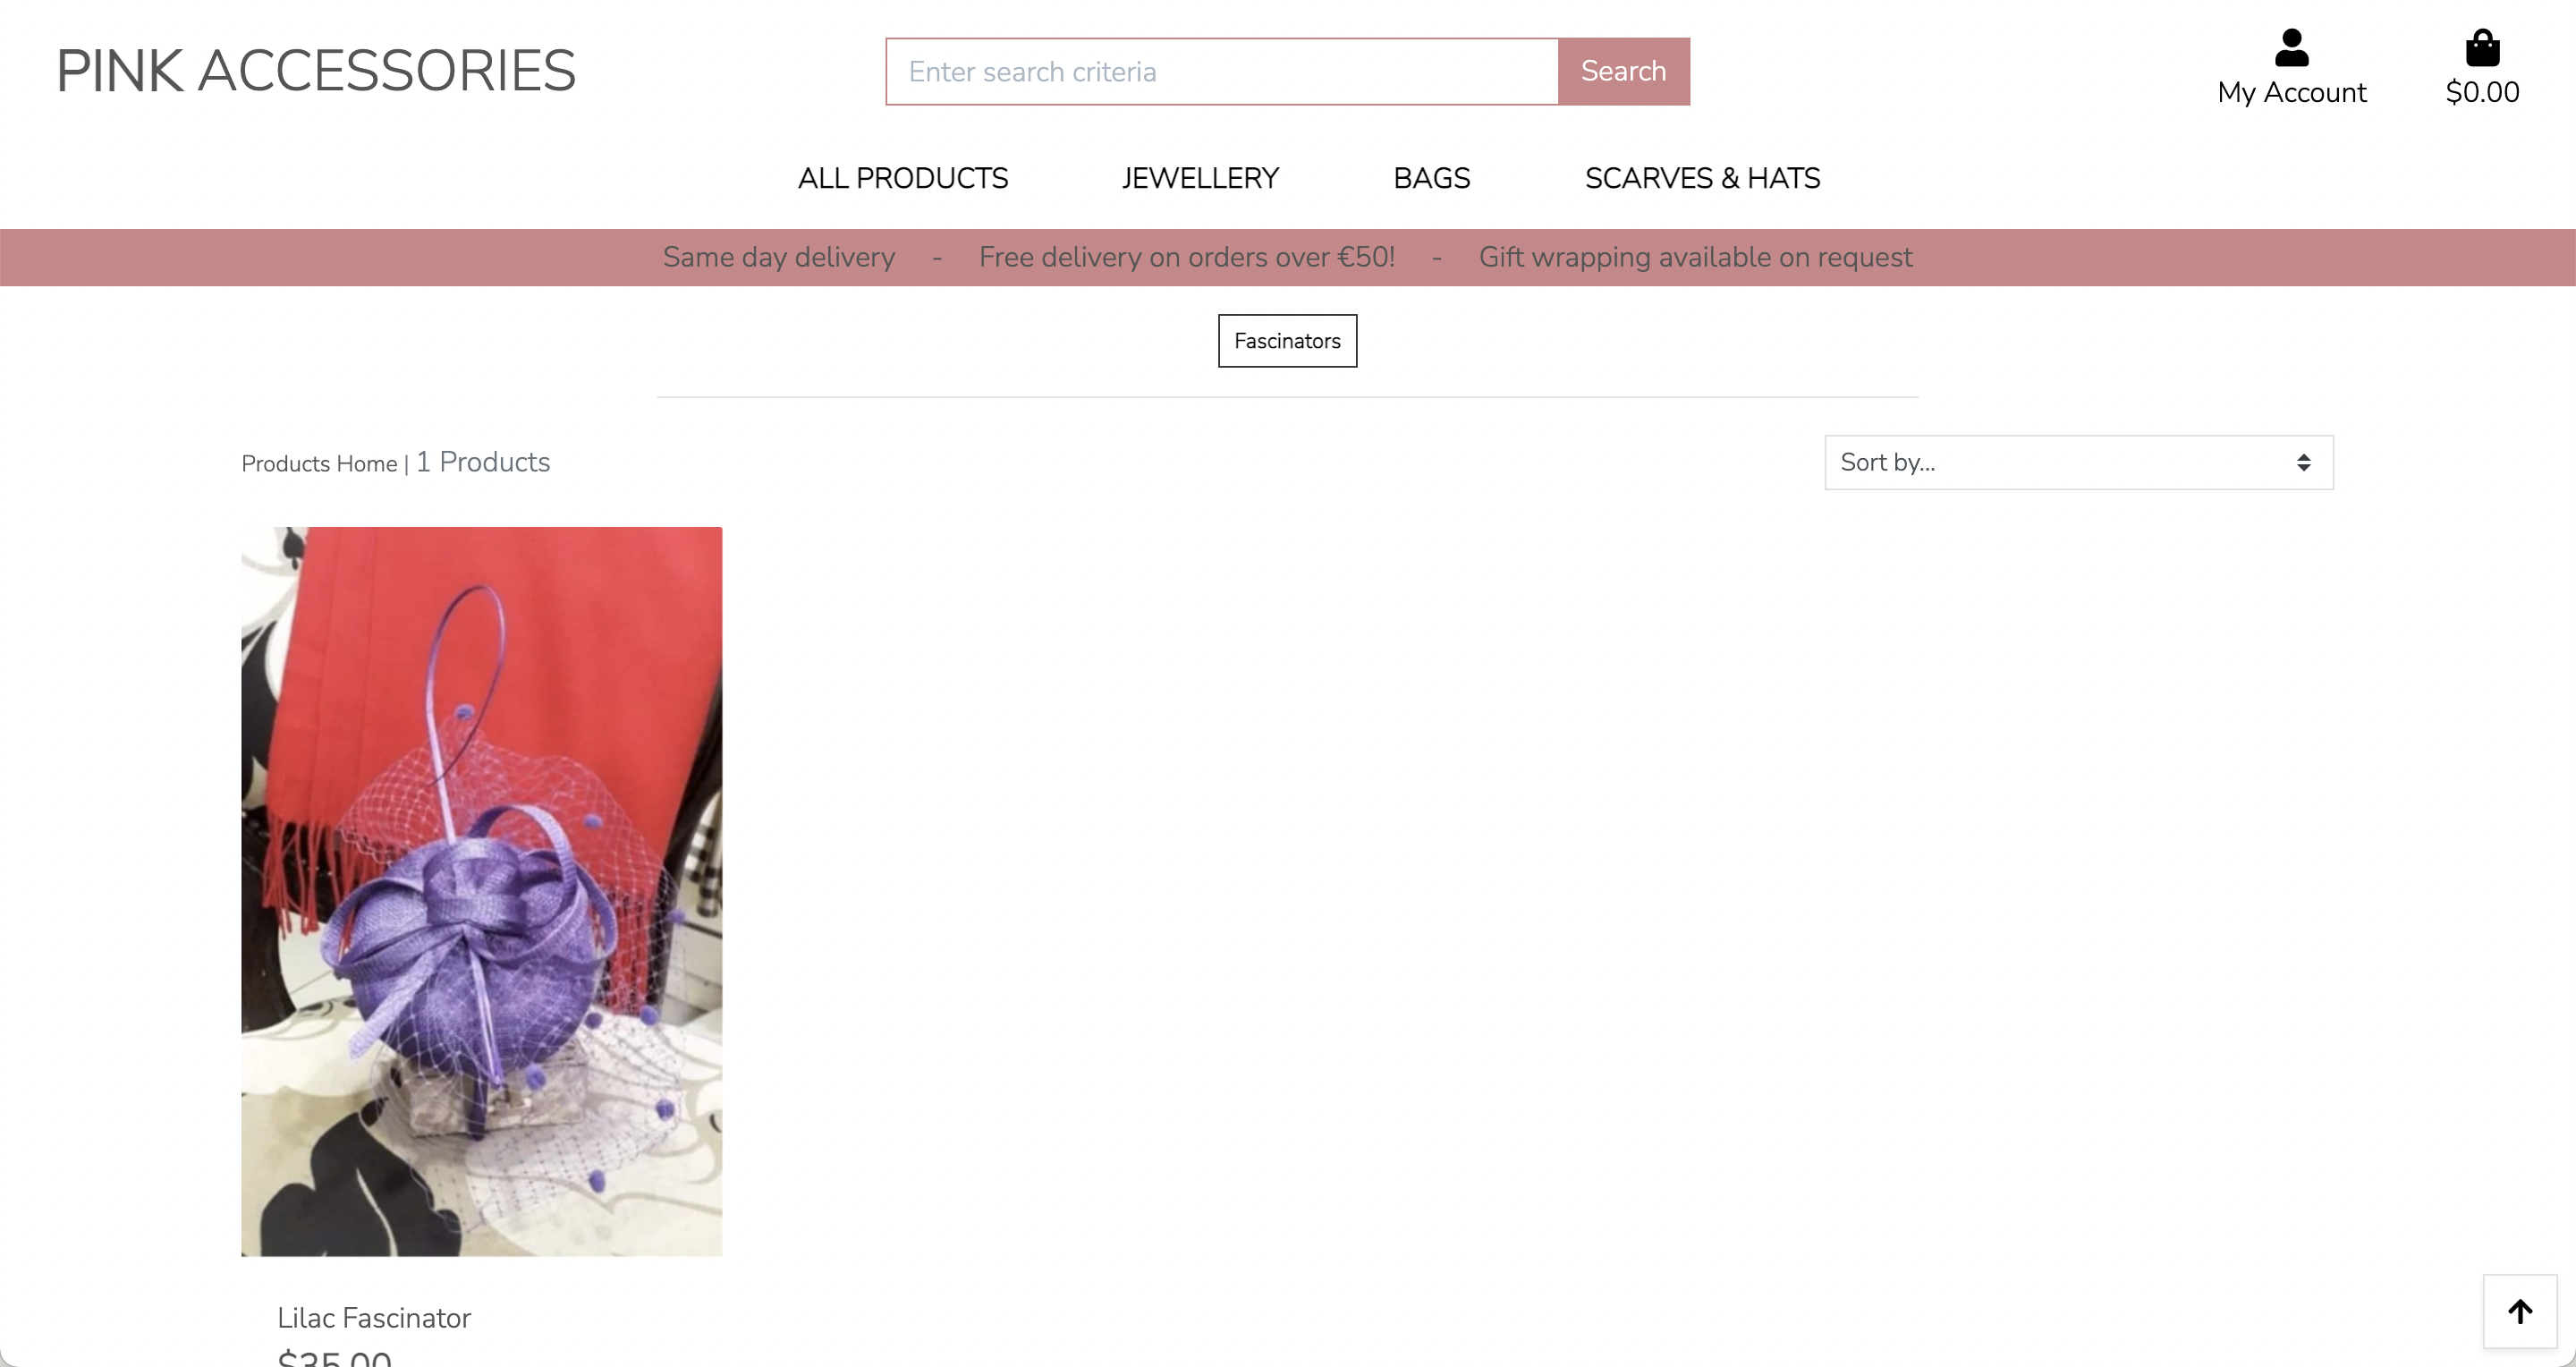 PINK ACCESSORIES
Enter search criteria
Search
My Account
$0.00
ALL PRODUCTS
JEWELLERY
BAGS
SCARVES & HATS
Same day delivery - Free delivery on orders over €50! - Gift wrapping available on request
Fascinators
Products Home | 1 Products
Sort by...
Lilac Fascinator
$35.00